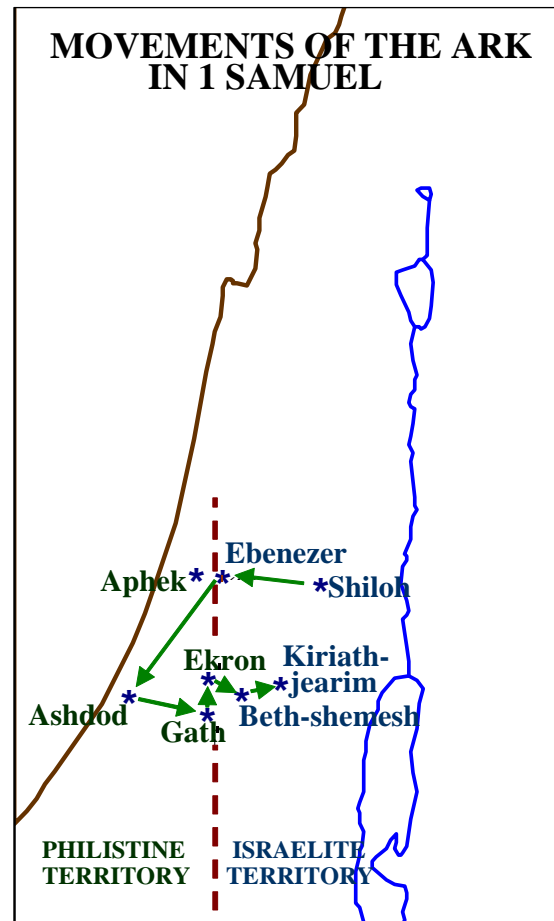 MOVEMENTS OF THE ARK
IN 1 SAMUEL
Ebenezer
Aphek
Shiloh
Ekron
Kiriath-
jearim
Ashdod
Gath
Beth-shemesh
PHILISTINE
TERRITORY
ISRAELITE
TERRITORY